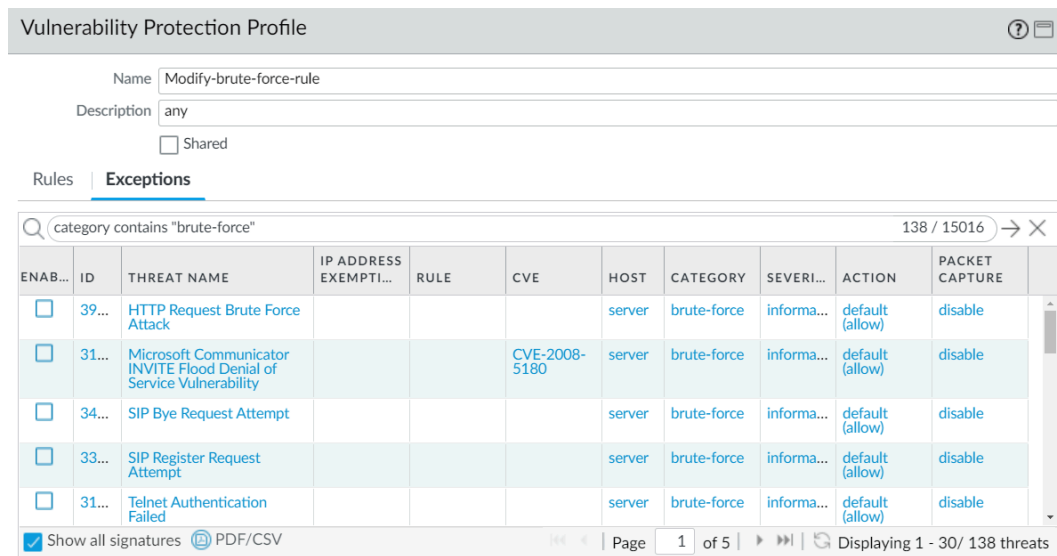 Vulnerability Protection Profile
Name Modify-brute-force-rule
Description any
Shared
Rules Exceptions
category contains "brute-force" 138 / 15016
ENAB... ID THREAT NAME IP ADDRESS EXEMPTI... RULE CVE HOST CATEGORY SEVERI... ACTION PACKET CAPTURE
39... HTTP Request Brute Force Attack server brute-force informa... default (allow) disable
31... Microsoft Communicator INVITE Flood Denial of Service Vulnerability CVE-2008-5180 server brute-force informa... default (allow) disable
34... SIP Bye Request Attempt server brute-force informa... default (allow) disable
33... SIP Register Request Attempt server brute-force informa... default (allow) disable
31... Telnet Authentication Failed server brute-force informa... default (allow) disable
Show all signatures PDF/CSV Page 1 of 5 Displaying 1 - 30/ 138 threats